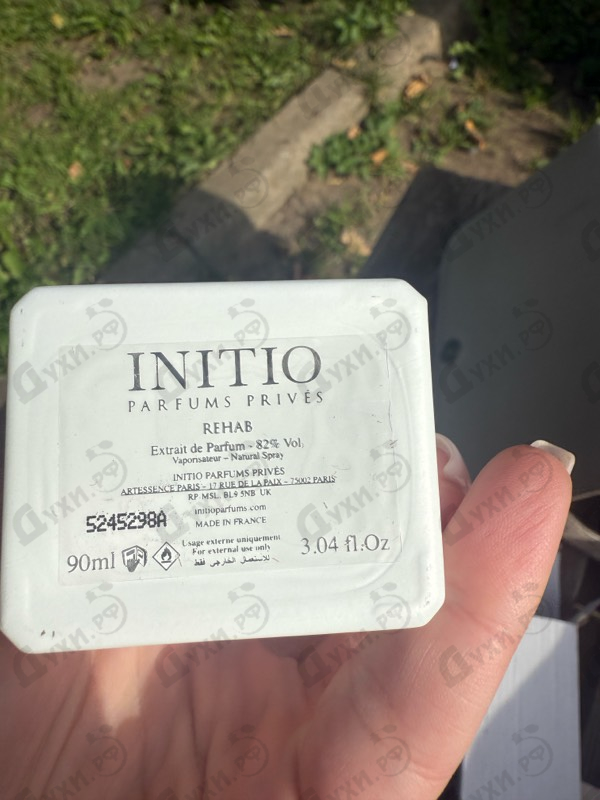 INITIO
PARFUMS PRIVÉS
REHAB
Extrait de Parfum - 82% Vol.
Vaporisateur - Natural Spray
INITIO PARFUMS PRIVÉS
ARTESSENCE PARIS - 17 RUE DE LA PAIX - 75002 PARIS
RP. MSL. BL9 5NB UK
initioparfums.com
MADE IN FRANCE
5245298A
Usage externe uniquement
For external use only
للاستعمال الخارجي فقط
90ml
3.04 fl.Oz
Духи.рф